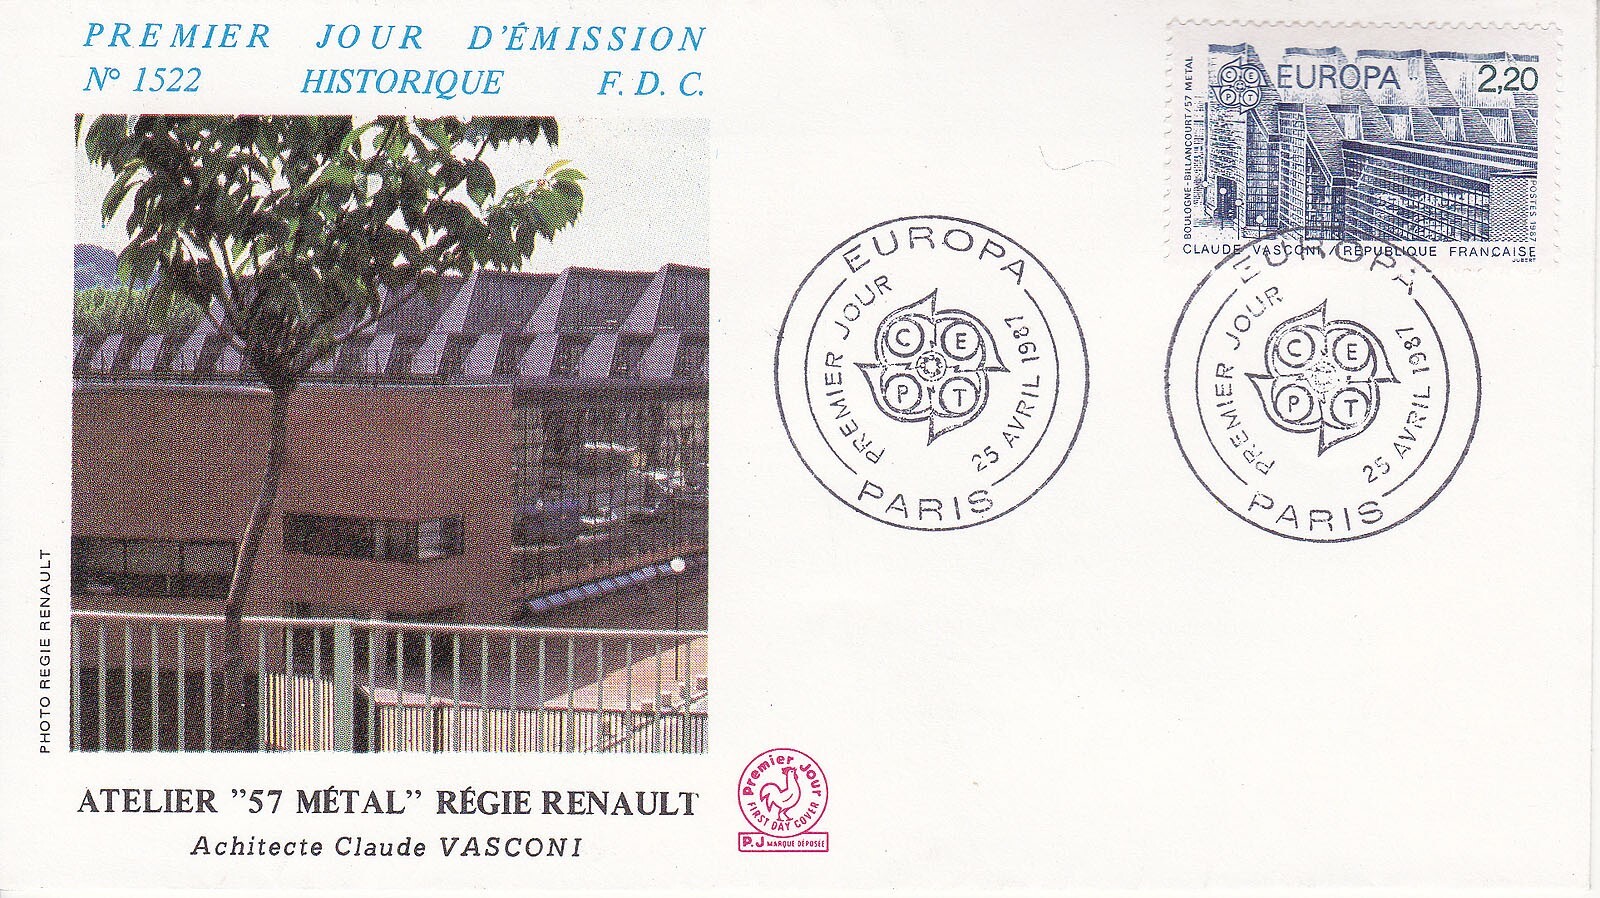 PREMIER JOUR D'ÉMISSION
N° 1522 HISTORIQUE F. D. C.
PHOTO REGIE RENAULT
ATELIER "57 MÉTAL" RÉGIE RENAULT
Achitecte Claude VASCONI
Premier Jour
FIRST DAY COVER
P.J MARQUE DÉPOSÉE
EUROPA
PREMIER JOUR
C E
P T
25 AVRIL 1987
PARIS
BOULOGNE-BILLANCOURT/57 METAL
C E
P T
EUROPA 2,20
POSTES 1987
CLAUDE VASCONI / RÉPUBLIQUE FRANÇAISE
JUBERT
EUROPA
PREMIER JOUR
C E
P T
25 AVRIL 1987
PARIS